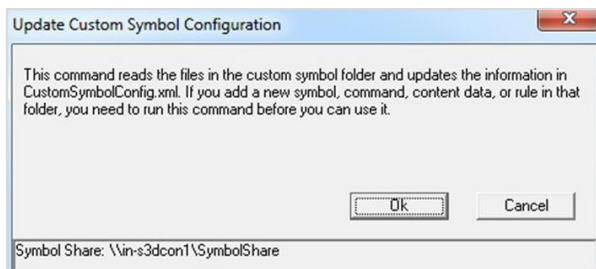 Update Custom Symbol Configuration
This command reads the files in the custom symbol folder and updates the information in
CustomSymbolConfig.xml. If you add a new symbol, command, content data, or rule in that
folder, you need to run this command before you can use it.
Ok Cancel
Symbol Share: \\in-s3dcon1\SymbolShare